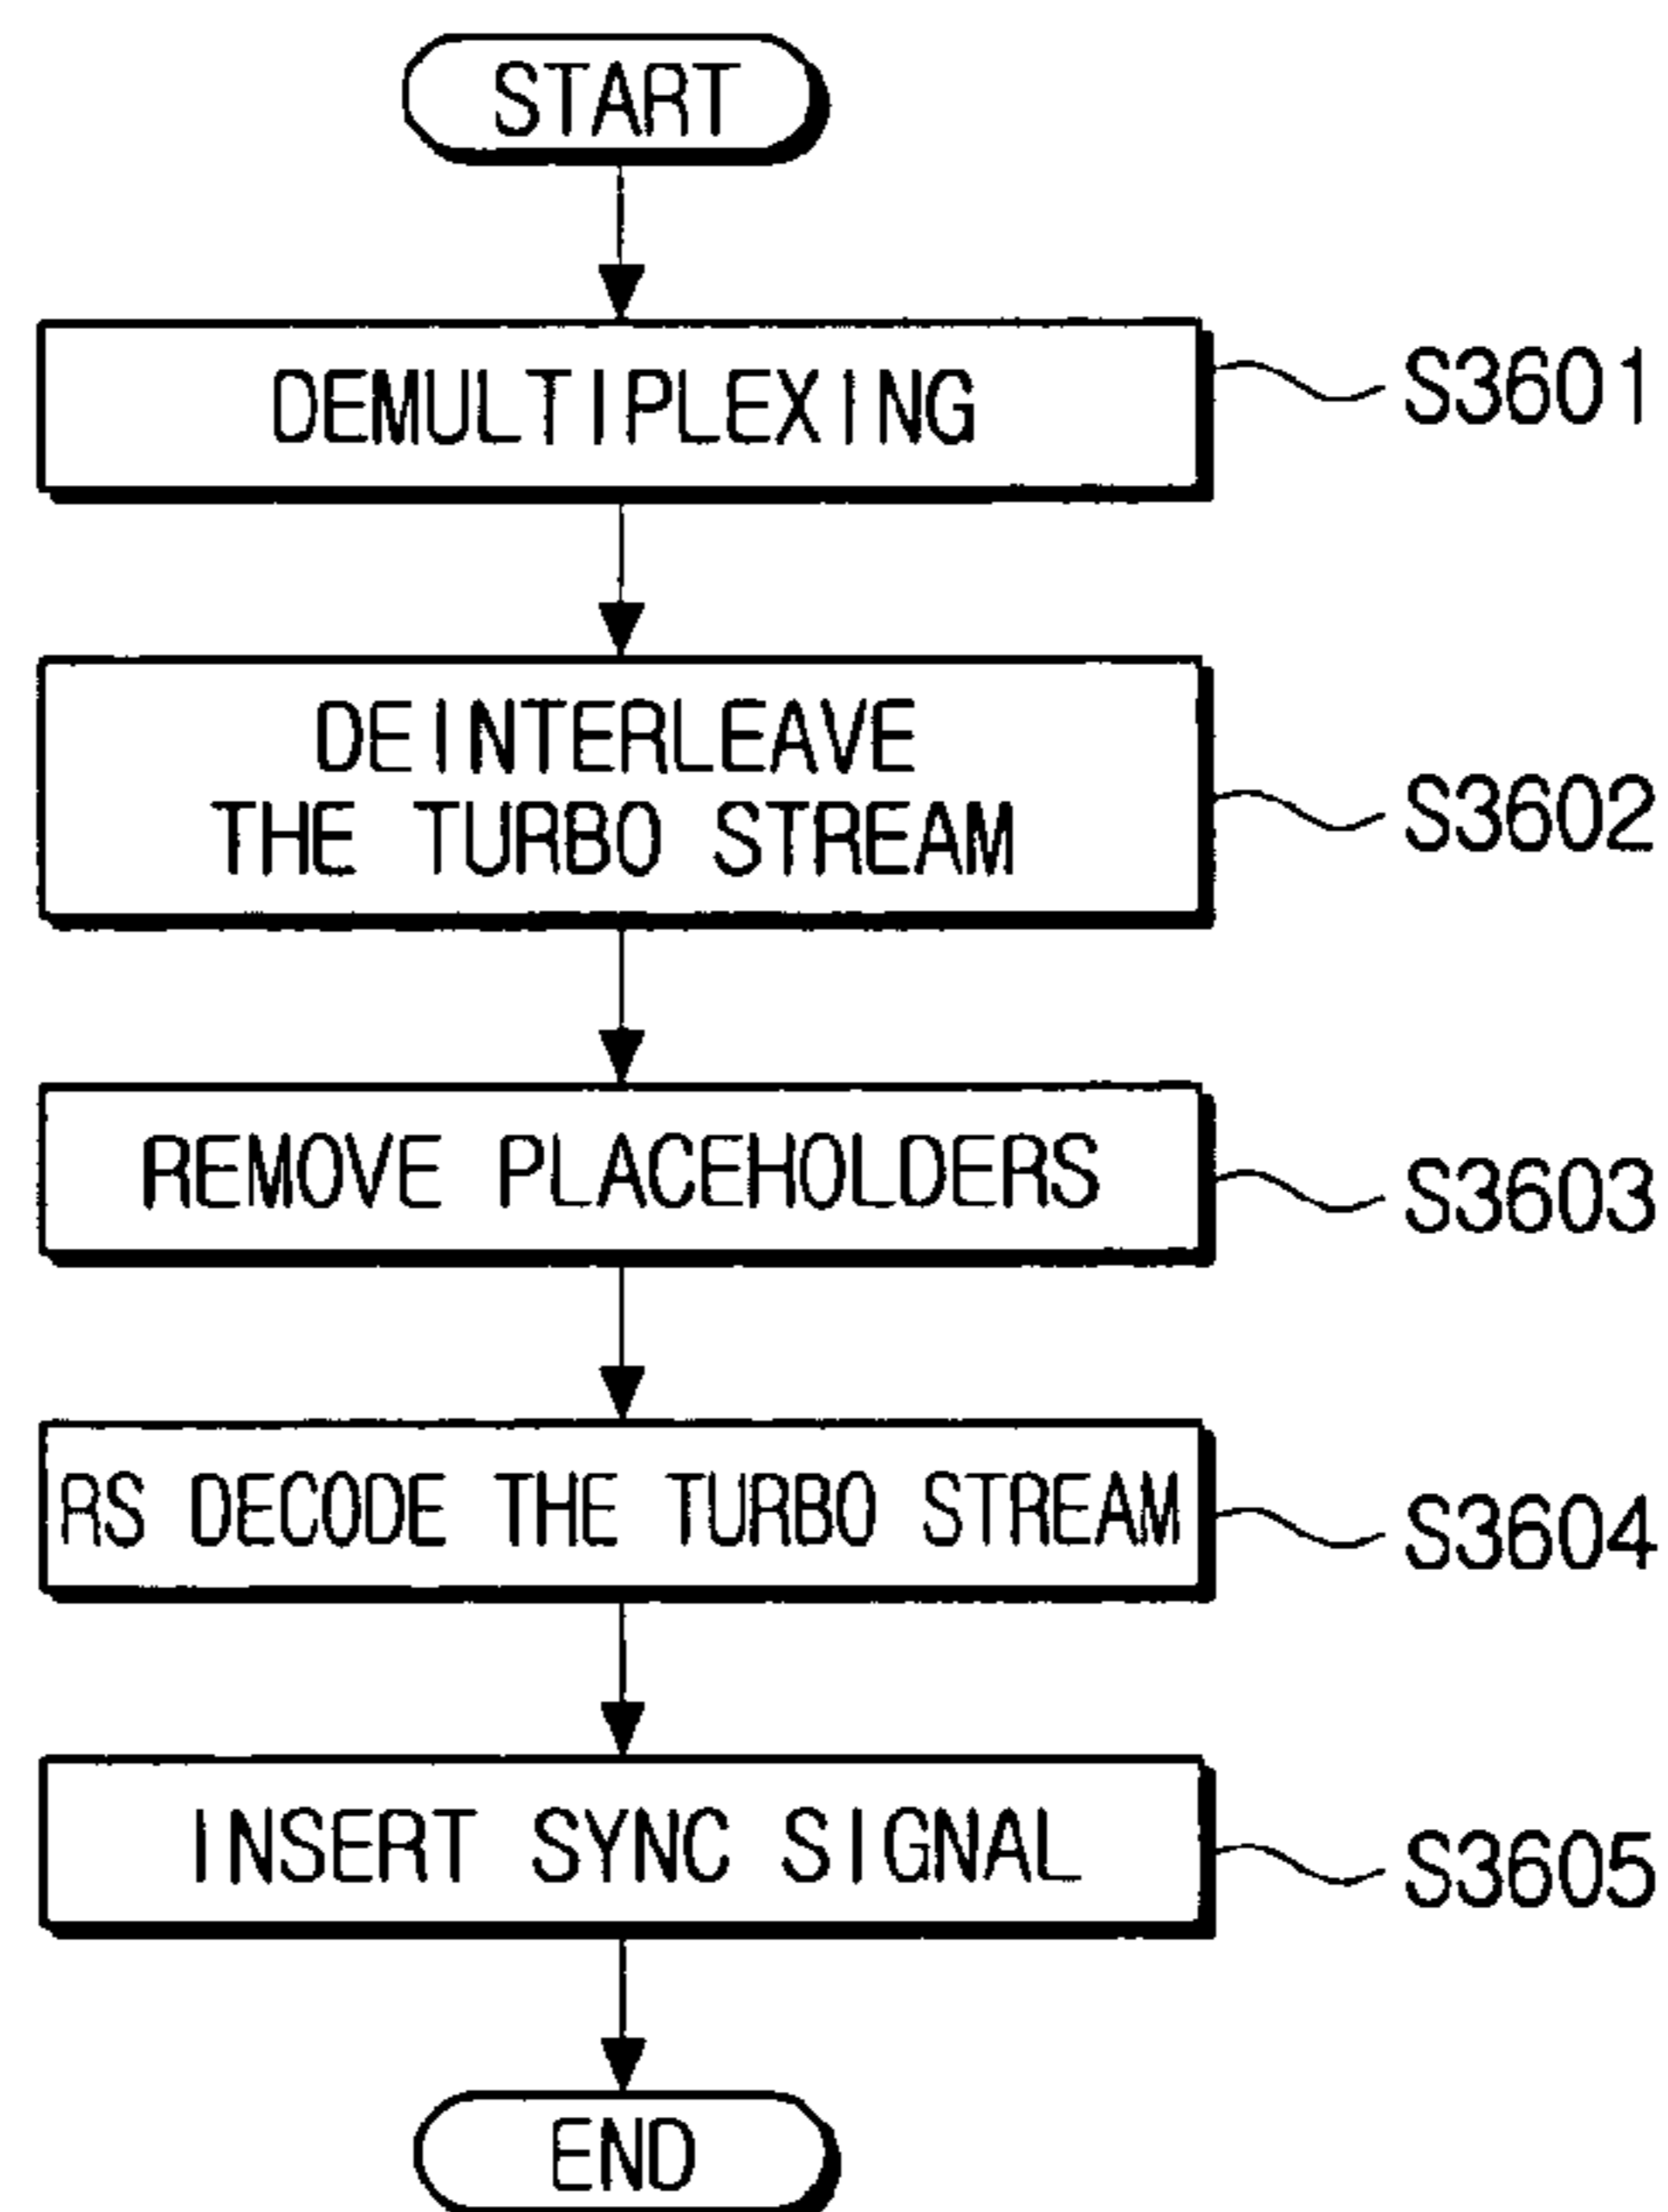 START
DEMULTIPLEXING
S3601
DEINTERLEAVE
THE TURBO STREAM
S3602
REMOVE PLACEHOLDERS
S3603
RS DECODE THE TURBO STREAM
S3604
INSERT SYNC SIGNAL
S3605
END